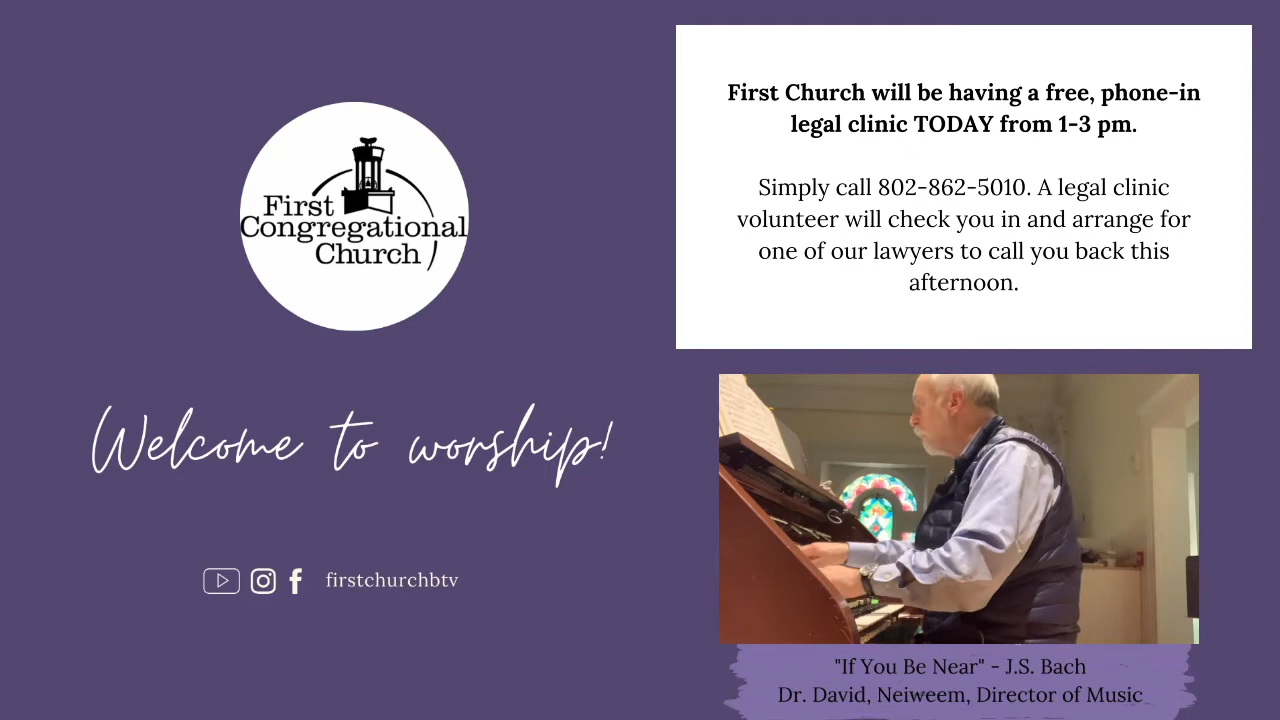 First
Congregational
Church
Welcome to worship!
firstchurchbtv
First Church will be having a free, phone-in
legal clinic TODAY from 1-3 pm.
Simply call 802-862-5010. A legal clinic
volunteer will check you in and arrange for
one of our lawyers to call you back this
afternoon.
"If You Be Near" - J.S. Bach
Dr. David, Neiweem, Director of Music